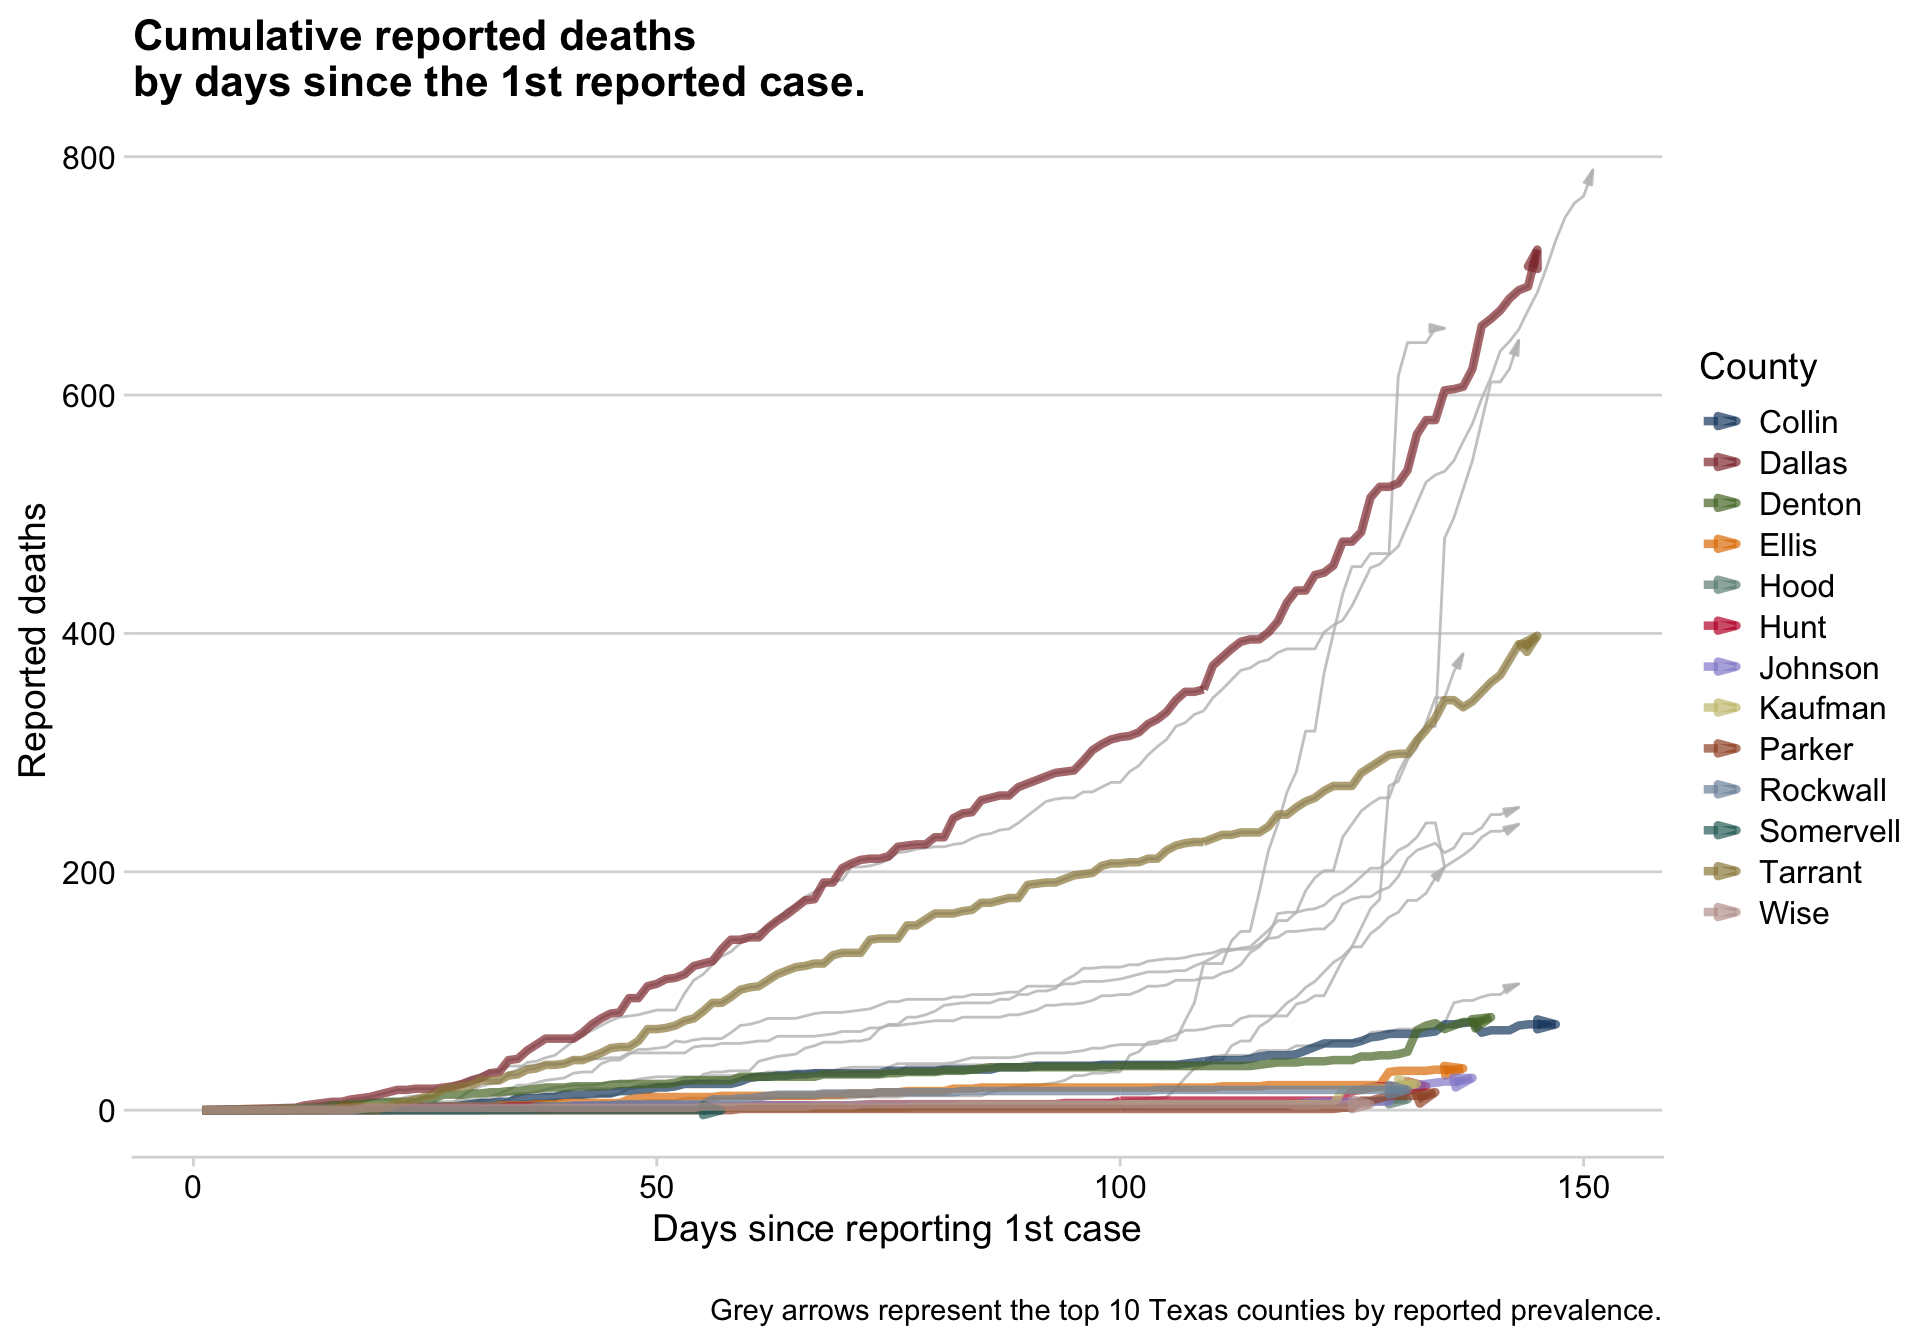 Cumulative reported deaths
by days since the 1st reported case.
800
600
400
200
0
Reported deaths
0 50 100 150
Days since reporting 1st case
County
Collin
Dallas
Denton
Ellis
Hood
Hunt
Johnson
Kaufman
Parker
Rockwall
Somervell
Tarrant
Wise
Grey arrows represent the top 10 Texas counties by reported prevalence.